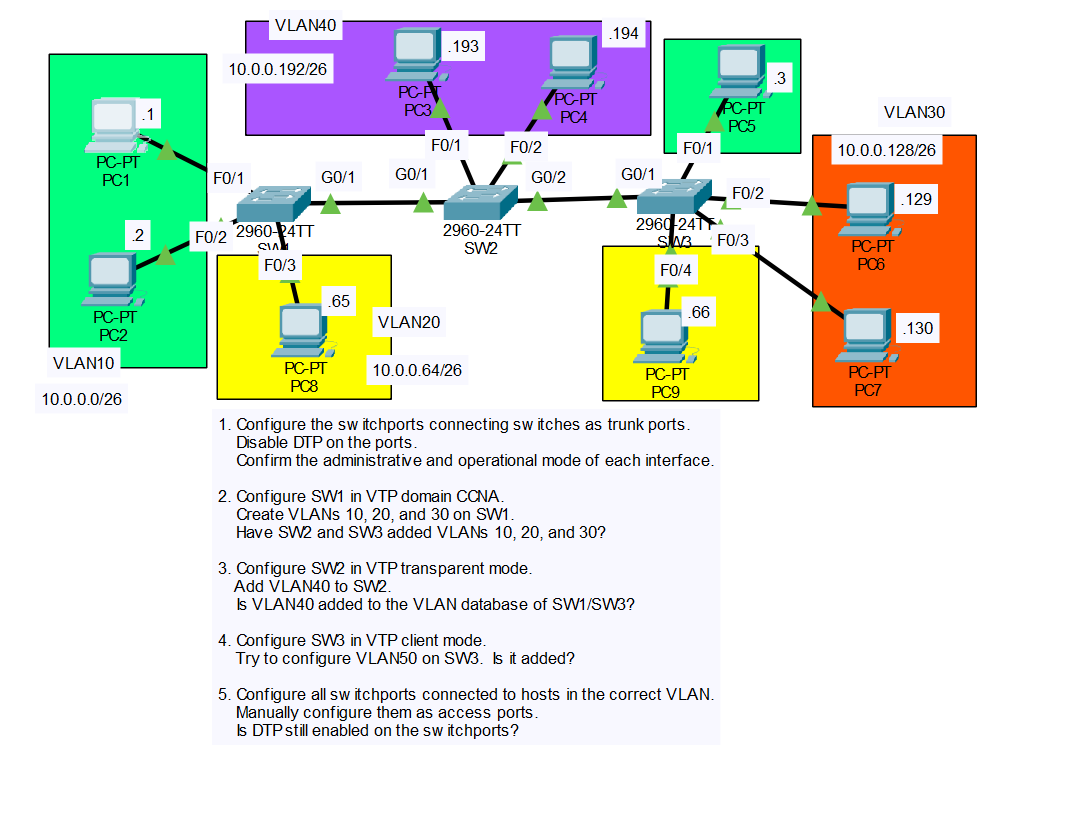 VLAN40
10.0.0.192/26
.193
PC-PT
PC3
.194
PC-PT
PC4
.3
PC-PT
PC5
VLAN30
10.0.0.128/26
.1
PC-PT
PC1
F0/1
F0/2
F0/1
F0/1
G0/1
G0/1
G0/2
G0/1
F0/2
.129
PC-PT
PC6
2960-24TT
SW1
2960-24TT
SW2
2960-24TT
SW3
.2
F0/2
F0/3
F0/3
F0/4
PC-PT
PC2
.65
VLAN20
PC-PT
PC8
10.0.0.64/26
.66
PC-PT
PC9
.130
PC-PT
PC7
VLAN10
10.0.0.0/26
1. Configure the switchports connecting switches as trunk ports.
Disable DTP on the ports.
Confirm the administrative and operational mode of each interface.
2. Configure SW1 in VTP domain CCNA.
Create VLANs 10, 20, and 30 on SW1.
Have SW2 and SW3 added VLANs 10, 20, and 30?
3. Configure SW2 in VTP transparent mode.
Add VLAN40 to SW2.
Is VLAN40 added to the VLAN database of SW1/SW3?
4. Configure SW3 in VTP client mode.
Try to configure VLAN50 on SW3. Is it added?
5. Configure all switchports connected to hosts in the correct VLAN.
Manually configure them as access ports.
Is DTP still enabled on the switchports?